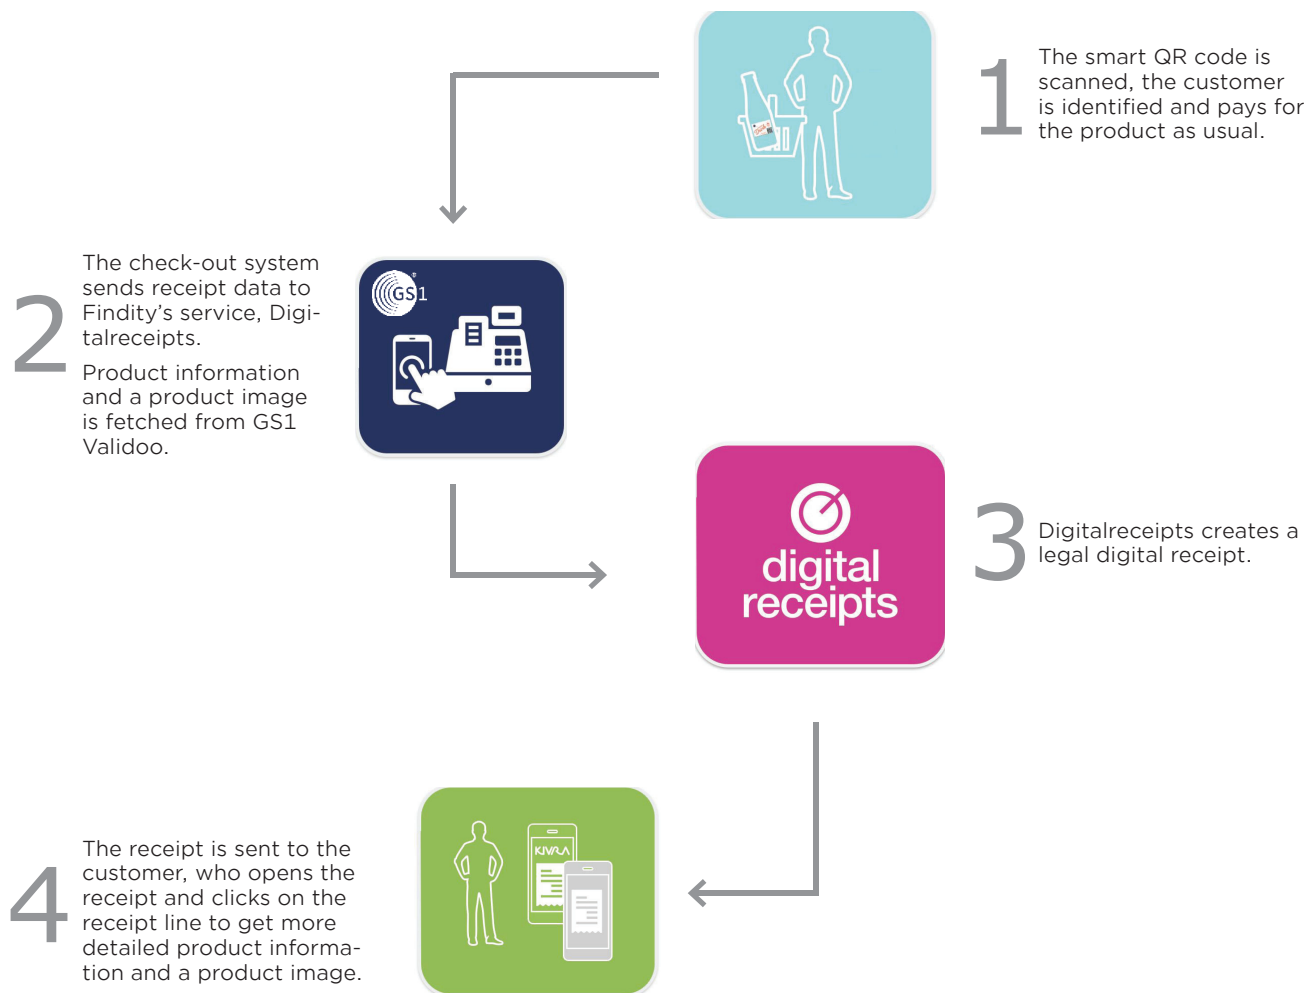 1
The smart QR code is
scanned, the customer
is identified and pays for
the product as usual.
2
The check-out system
sends receipt data to
Findity’s service, Digi-
talreceipts.
Product information
and a product image
is fetched from GS1
Validoo.
GS1
digital
receipts
3
Digitalreceipts creates a
legal digital receipt.
4
The receipt is sent to the
customer, who opens the
receipt and clicks on the
receipt line to get more
detailed product informa-
tion and a product image.
KIVRA